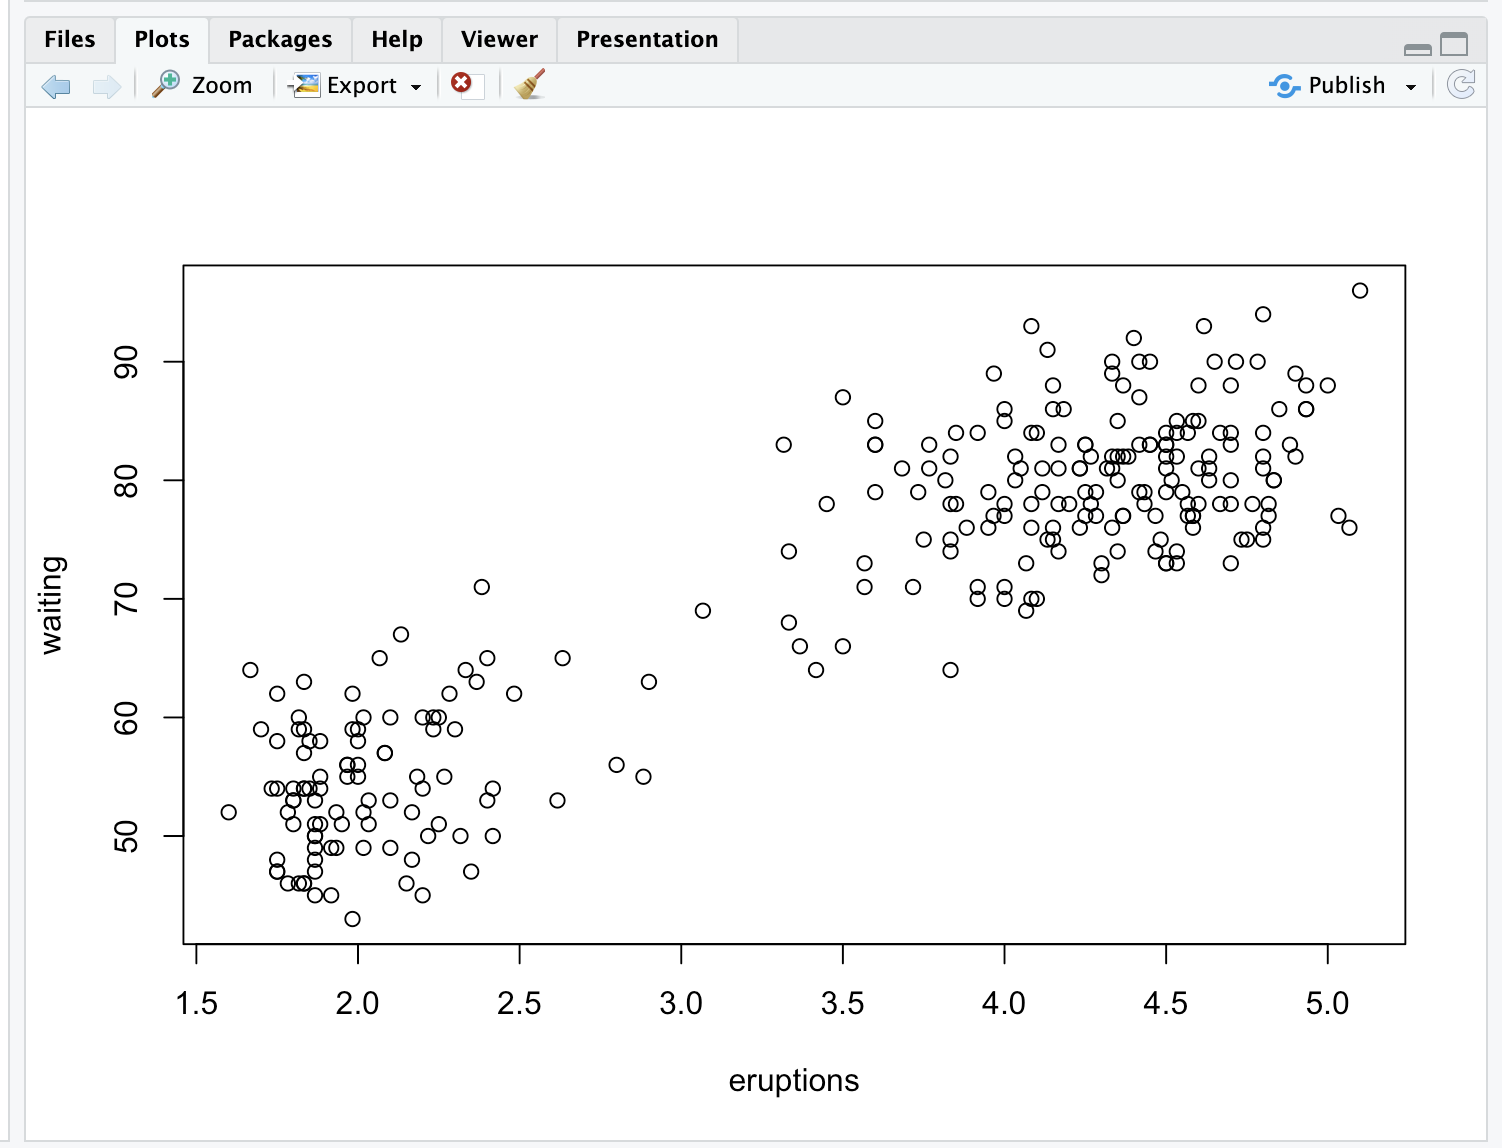 Files Plots Packages Help Viewer Presentation
Zoom Export Publish
90
80
70
60
50
waiting
1.5 2.0 2.5 3.0 3.5 4.0 4.5 5.0
eruptions